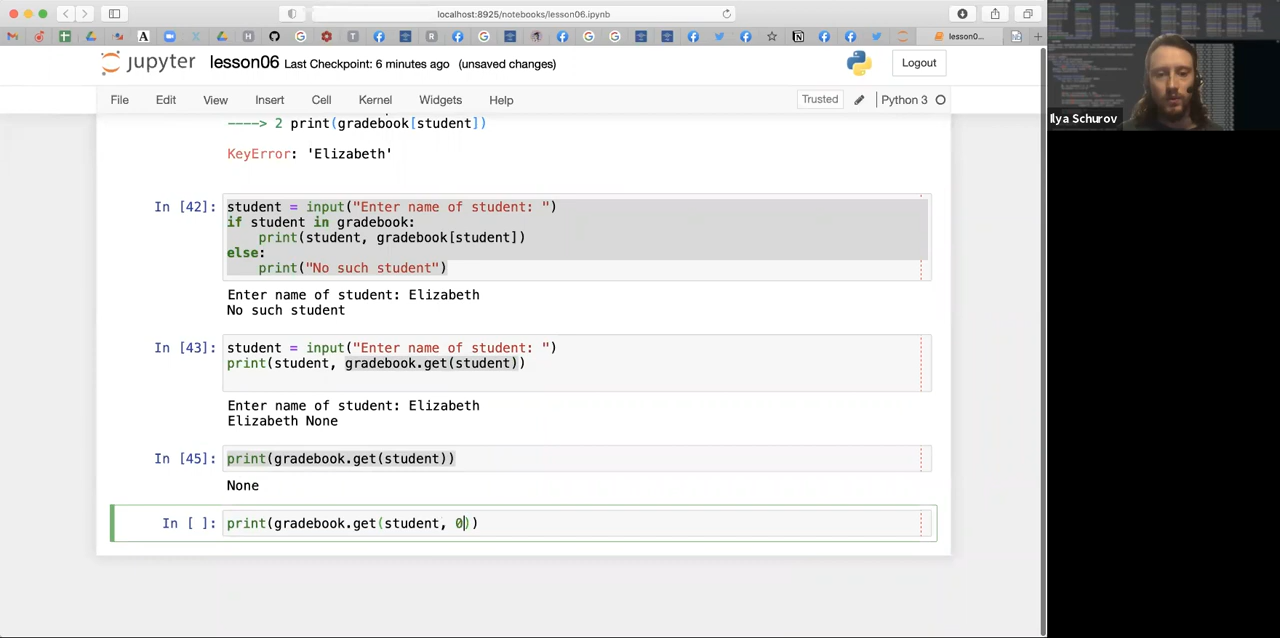 localhost:8925/notebooks/lesson06.ipynb
lesson0...
jupyter lesson06 Last Checkpoint: 6 minutes ago (unsaved changes)
Logout
File Edit View Insert Cell Kernel Widgets Help
Trusted Python 3
----> 2 print(gradebook[student])
KeyError: 'Elizabeth'
In [42]: student = input("Enter name of student: ")
if student in gradebook:
print(student, gradebook[student])
else:
print("No such student")
Enter name of student: Elizabeth
No such student
In [43]: student = input("Enter name of student: ")
print(student, gradebook.get(student))
Enter name of student: Elizabeth
Elizabeth None
In [45]: print(gradebook.get(student))
None
In [ ]: print(gradebook.get(student, 0))
Ilya Schurov